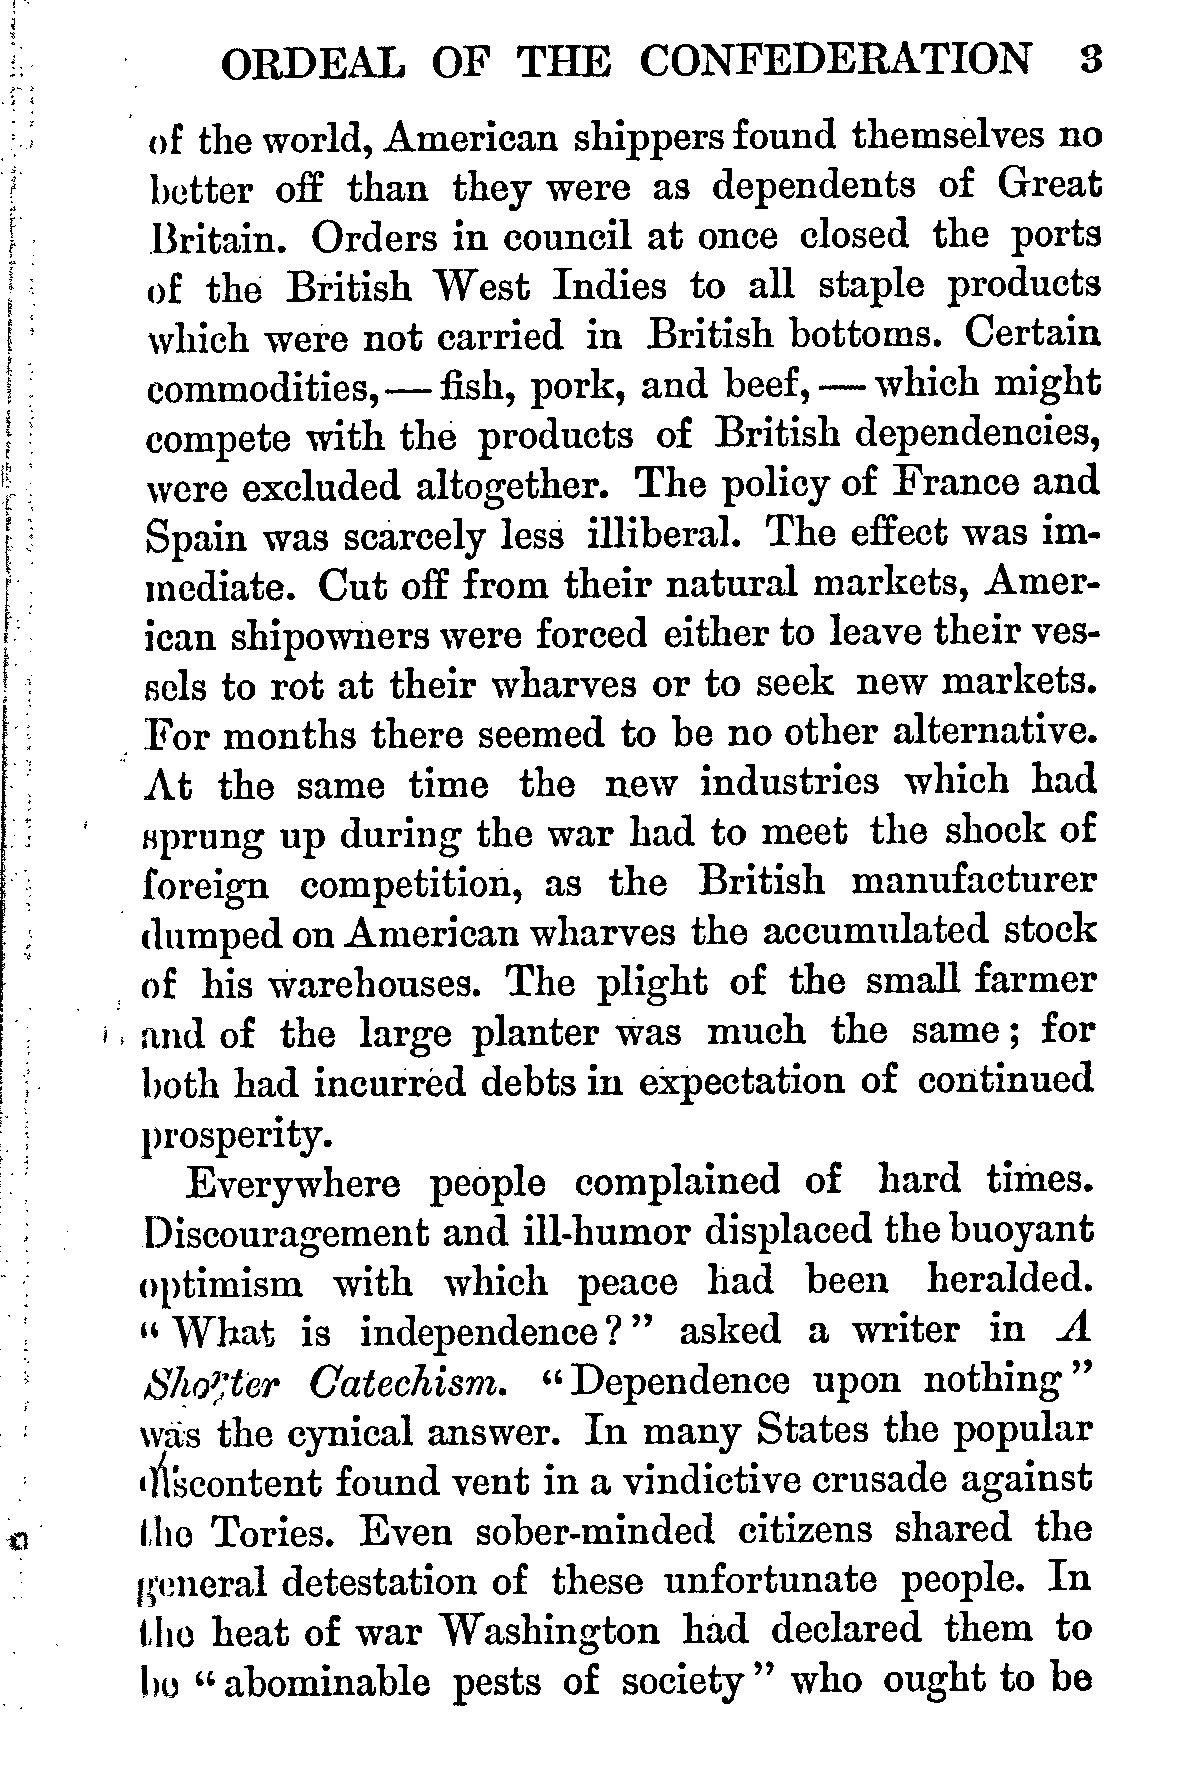 ORDEAL OF THE CONFEDERATION 3
of the world, American shippers found themselves no
better off than they were as dependents of Great
Britain. Orders in council at once closed the ports
of the British West Indies to all staple products
which were not carried in British bottoms. Certain
commodities,— fish, pork, and beef, — which might
compete with the products of British dependencies,
were excluded altogether. The policy of France and
Spain was scarcely less illiberal. The effect was im-
mediate. Cut off from their natural markets, Amer-
ican shipowners were forced either to leave their ves-
sels to rot at their wharves or to seek new markets.
For months there seemed to be no other alternative.
At the same time the new industries which had
sprung up during the war had to meet the shock of
foreign competition, as the British manufacturer
dumped on American wharves the accumulated stock
of his warehouses. The plight of the small farmer
and of the large planter was much the same; for
both had incurred debts in expectation of continued
prosperity.
Everywhere people complained of hard times.
Discouragement and ill-humor displaced the buoyant
optimism with which peace had been heralded.
"What is independence?" asked a writer in A
Shorter Catechism. "Dependence upon nothing"
was the cynical answer. In many States the popular
discontent found vent in a vindictive crusade against
the Tories. Even sober-minded citizens shared the
general detestation of these unfortunate people. In
the heat of war Washington had declared them to
be "abominable pests of society" who ought to be